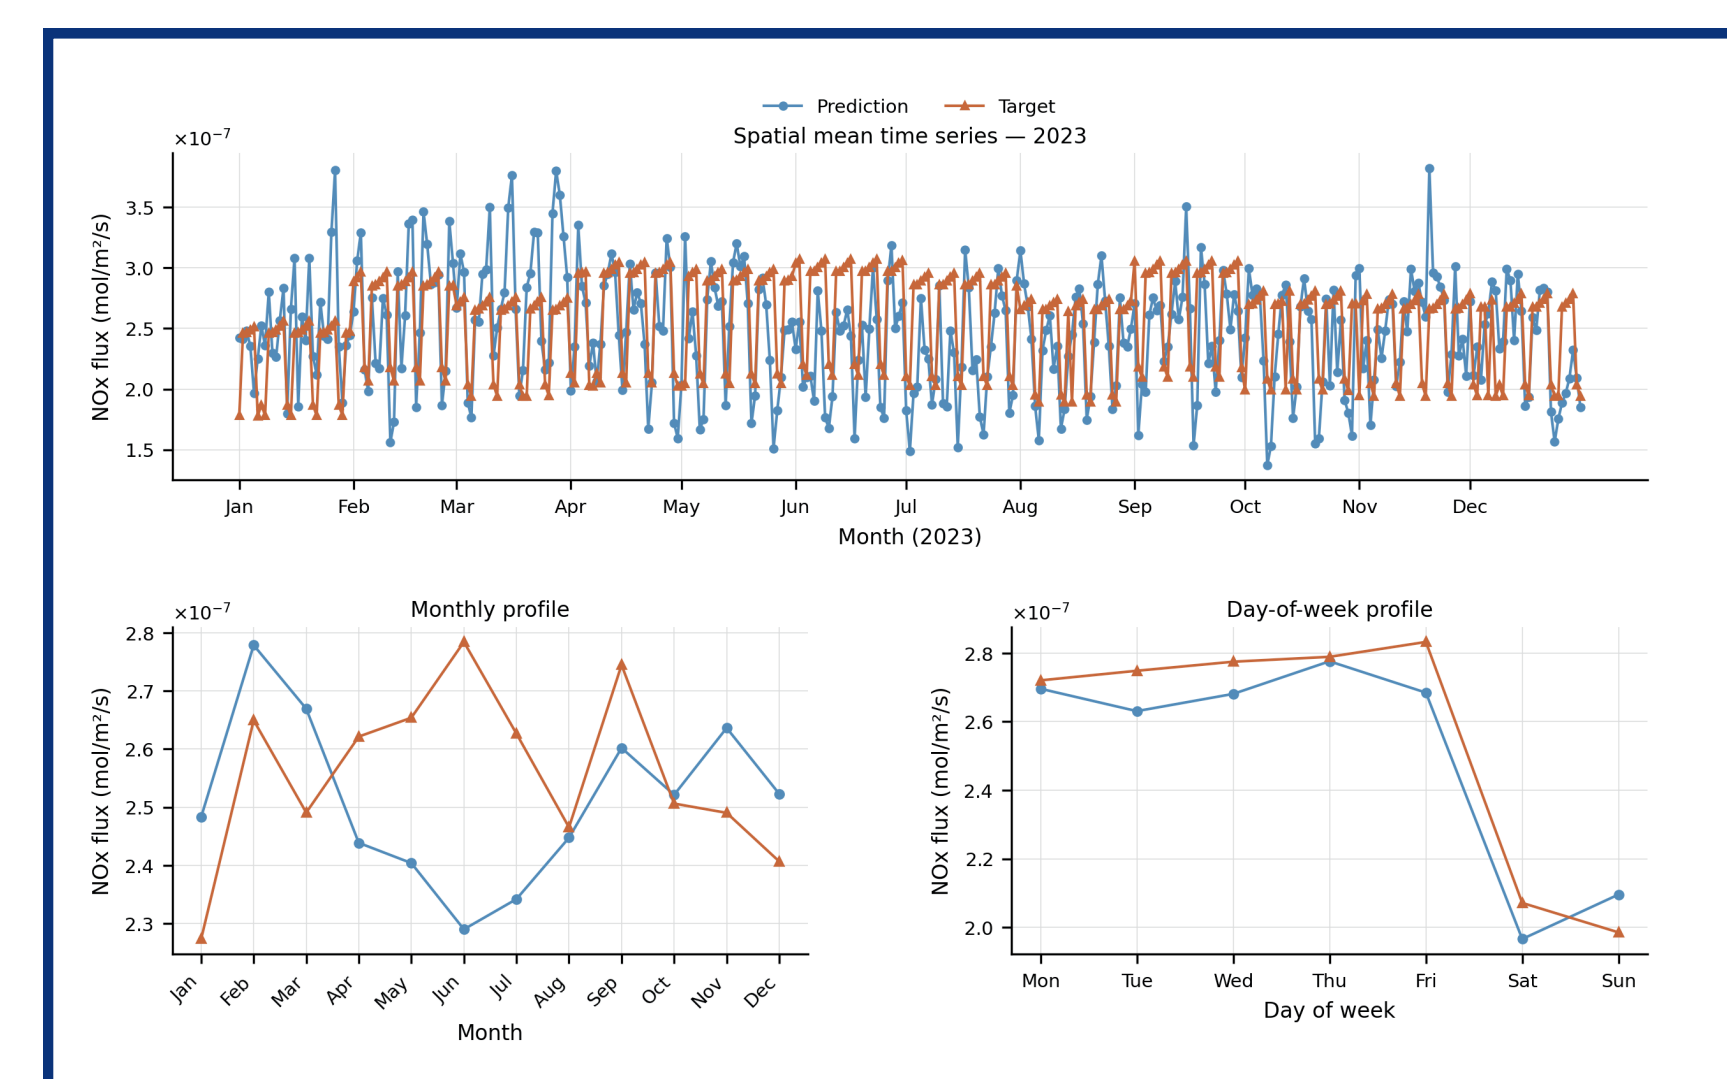 Prediction Target
Spatial mean time series — 2023
×10⁻⁷
NOx flux (mol/m²/s)
3.5
3.0
2.5
2.0
1.5
Jan Feb Mar Apr May Jun Jul Aug Sep Oct Nov Dec
Month (2023)
Monthly profile
×10⁻⁷
NOx flux (mol/m²/s)
2.8
2.7
2.6
2.5
2.4
2.3
Jan Feb Mar Apr May Jun Jul Aug Sep Oct Nov Dec
Month
Day-of-week profile
×10⁻⁷
NOx flux (mol/m²/s)
2.8
2.6
2.4
2.2
2.0
Mon Tue Wed Thu Fri Sat Sun
Day of week